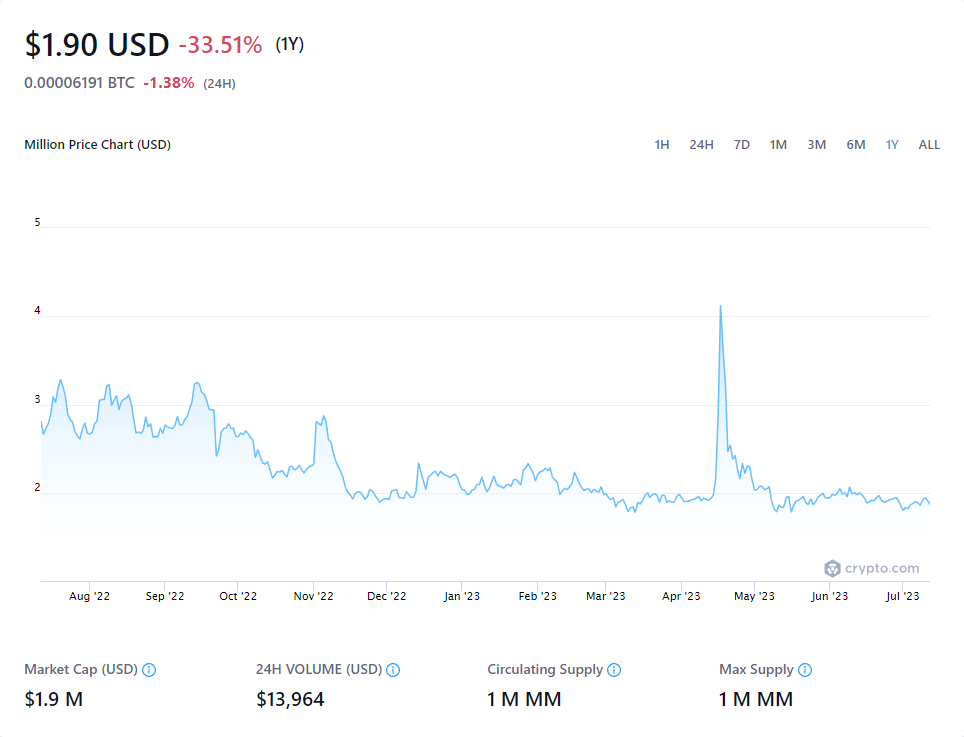 $1.90 USD -33.51% (1Y)
0.00006191 BTC -1.38% (24H)
Million Price Chart (USD) 1H 24H 7D 1M 3M 6M 1Y ALL
5
4
3
2
crypto.com
Aug '22 Sep '22 Oct '22 Nov '22 Dec '22 Jan '23 Feb '23 Mar '23 Apr '23 May '23 Jun '23 Jul '23
Market Cap (USD) 24H VOLUME (USD) Circulating Supply Max Supply
$1.9 M $13,964 1 M MM 1 M MM